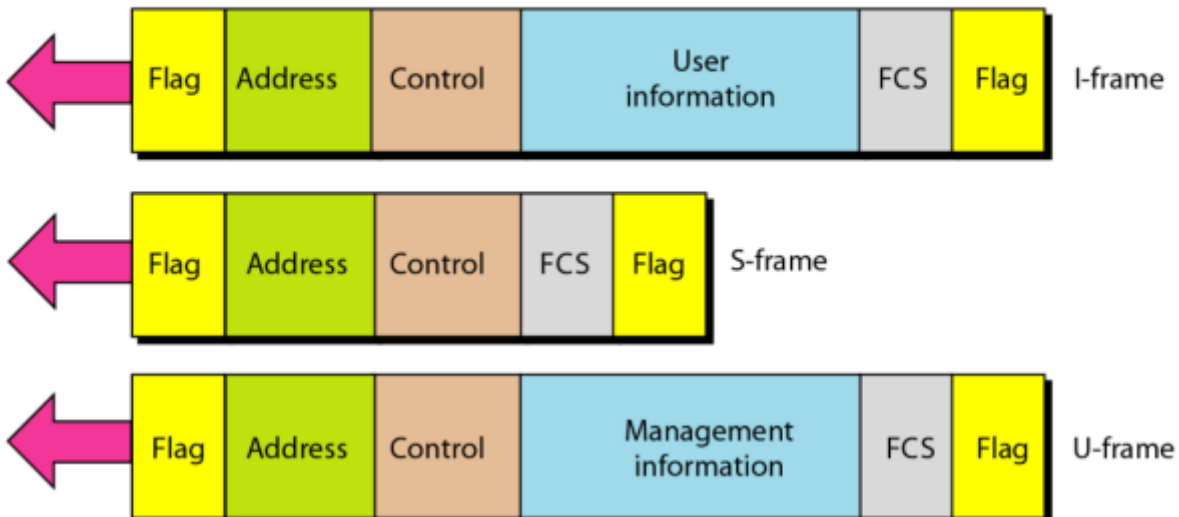 Flag Address Control User information FCS Flag I-frame
Flag Address Control FCS Flag S-frame
Flag Address Control Management information FCS Flag U-frame